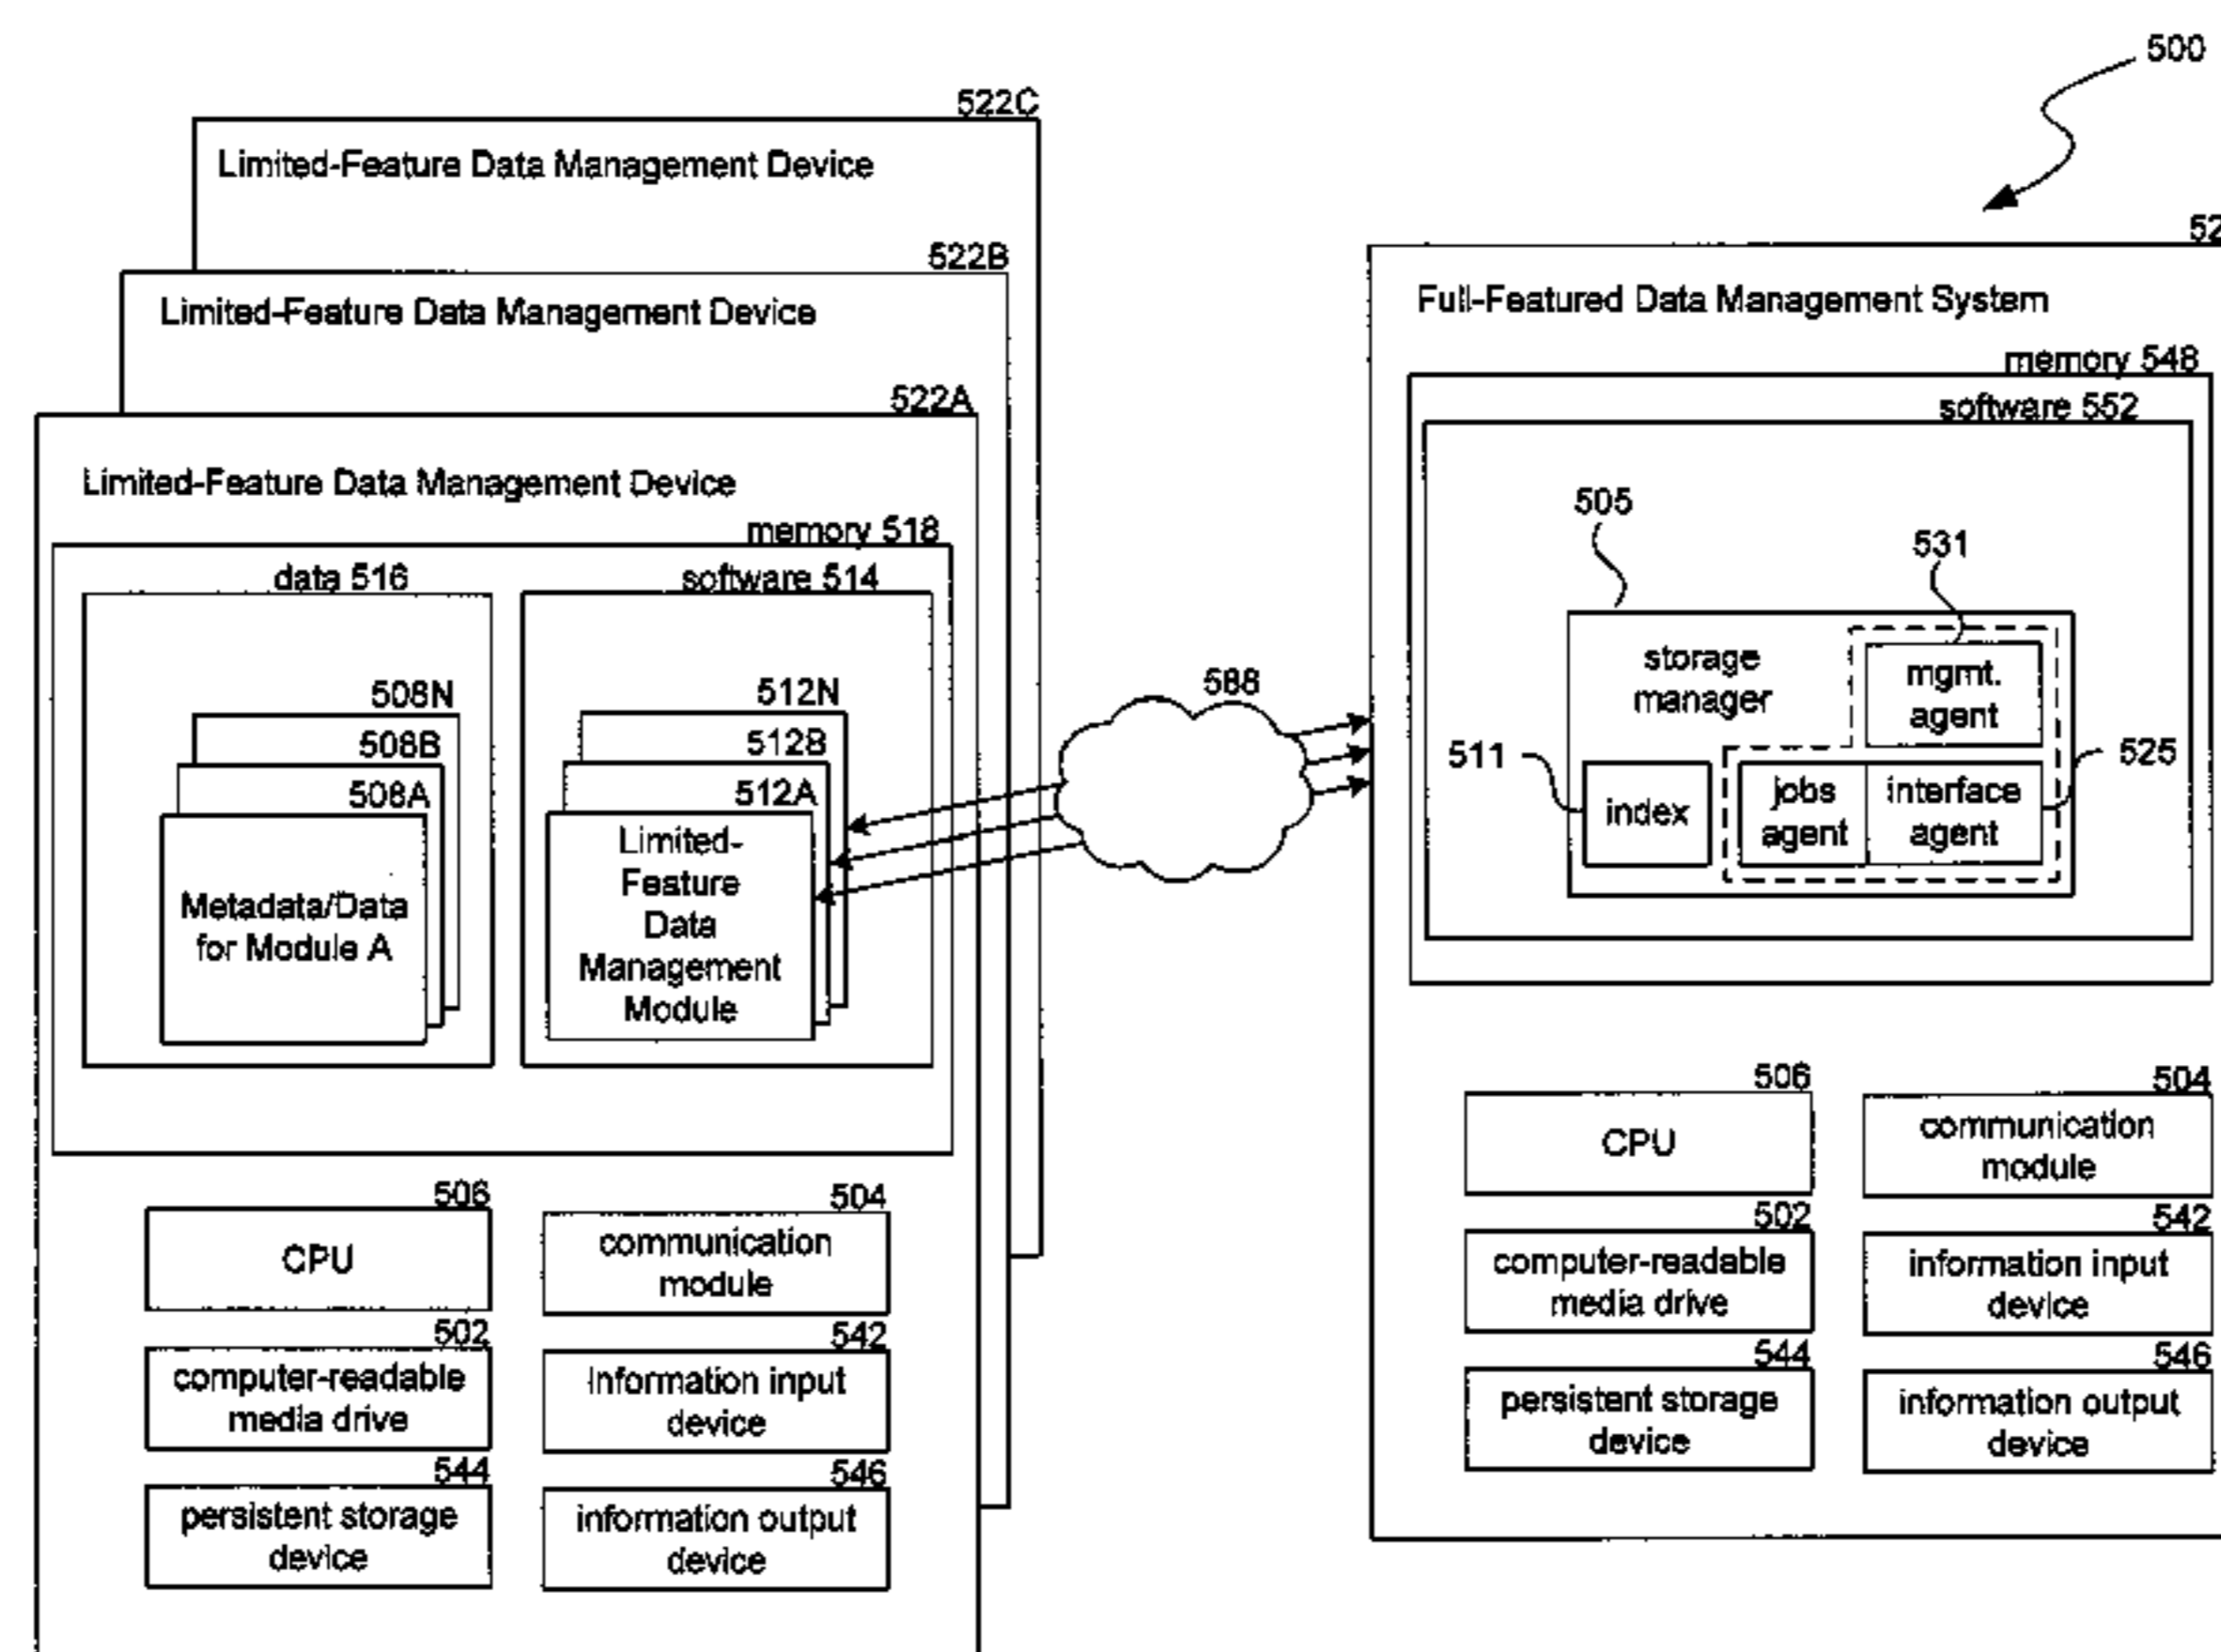 500
522C
Limited-Feature Data Management Device
522B
Limited-Feature Data Management Device
522A
Limited-Feature Data Management Device
memory 518
data 516
software 514
508N
508B
508A
Metadata/Data
for Module A
512N
512B
512A
Limited-
Feature
Data
Management
Module
506
CPU
504
communication
module
502
computer-readable
media drive
542
information input
device
544
persistent storage
device
546
information output
device
588
Full-Featured Data Management System
memory 548
software 552
505
531
storage
manager
mgmt.
agent
511
index
jobs
agent
interface
agent
525
506
CPU
504
communication
module
502
computer-readable
media drive
542
information input
device
544
persistent storage
device
546
information output
device